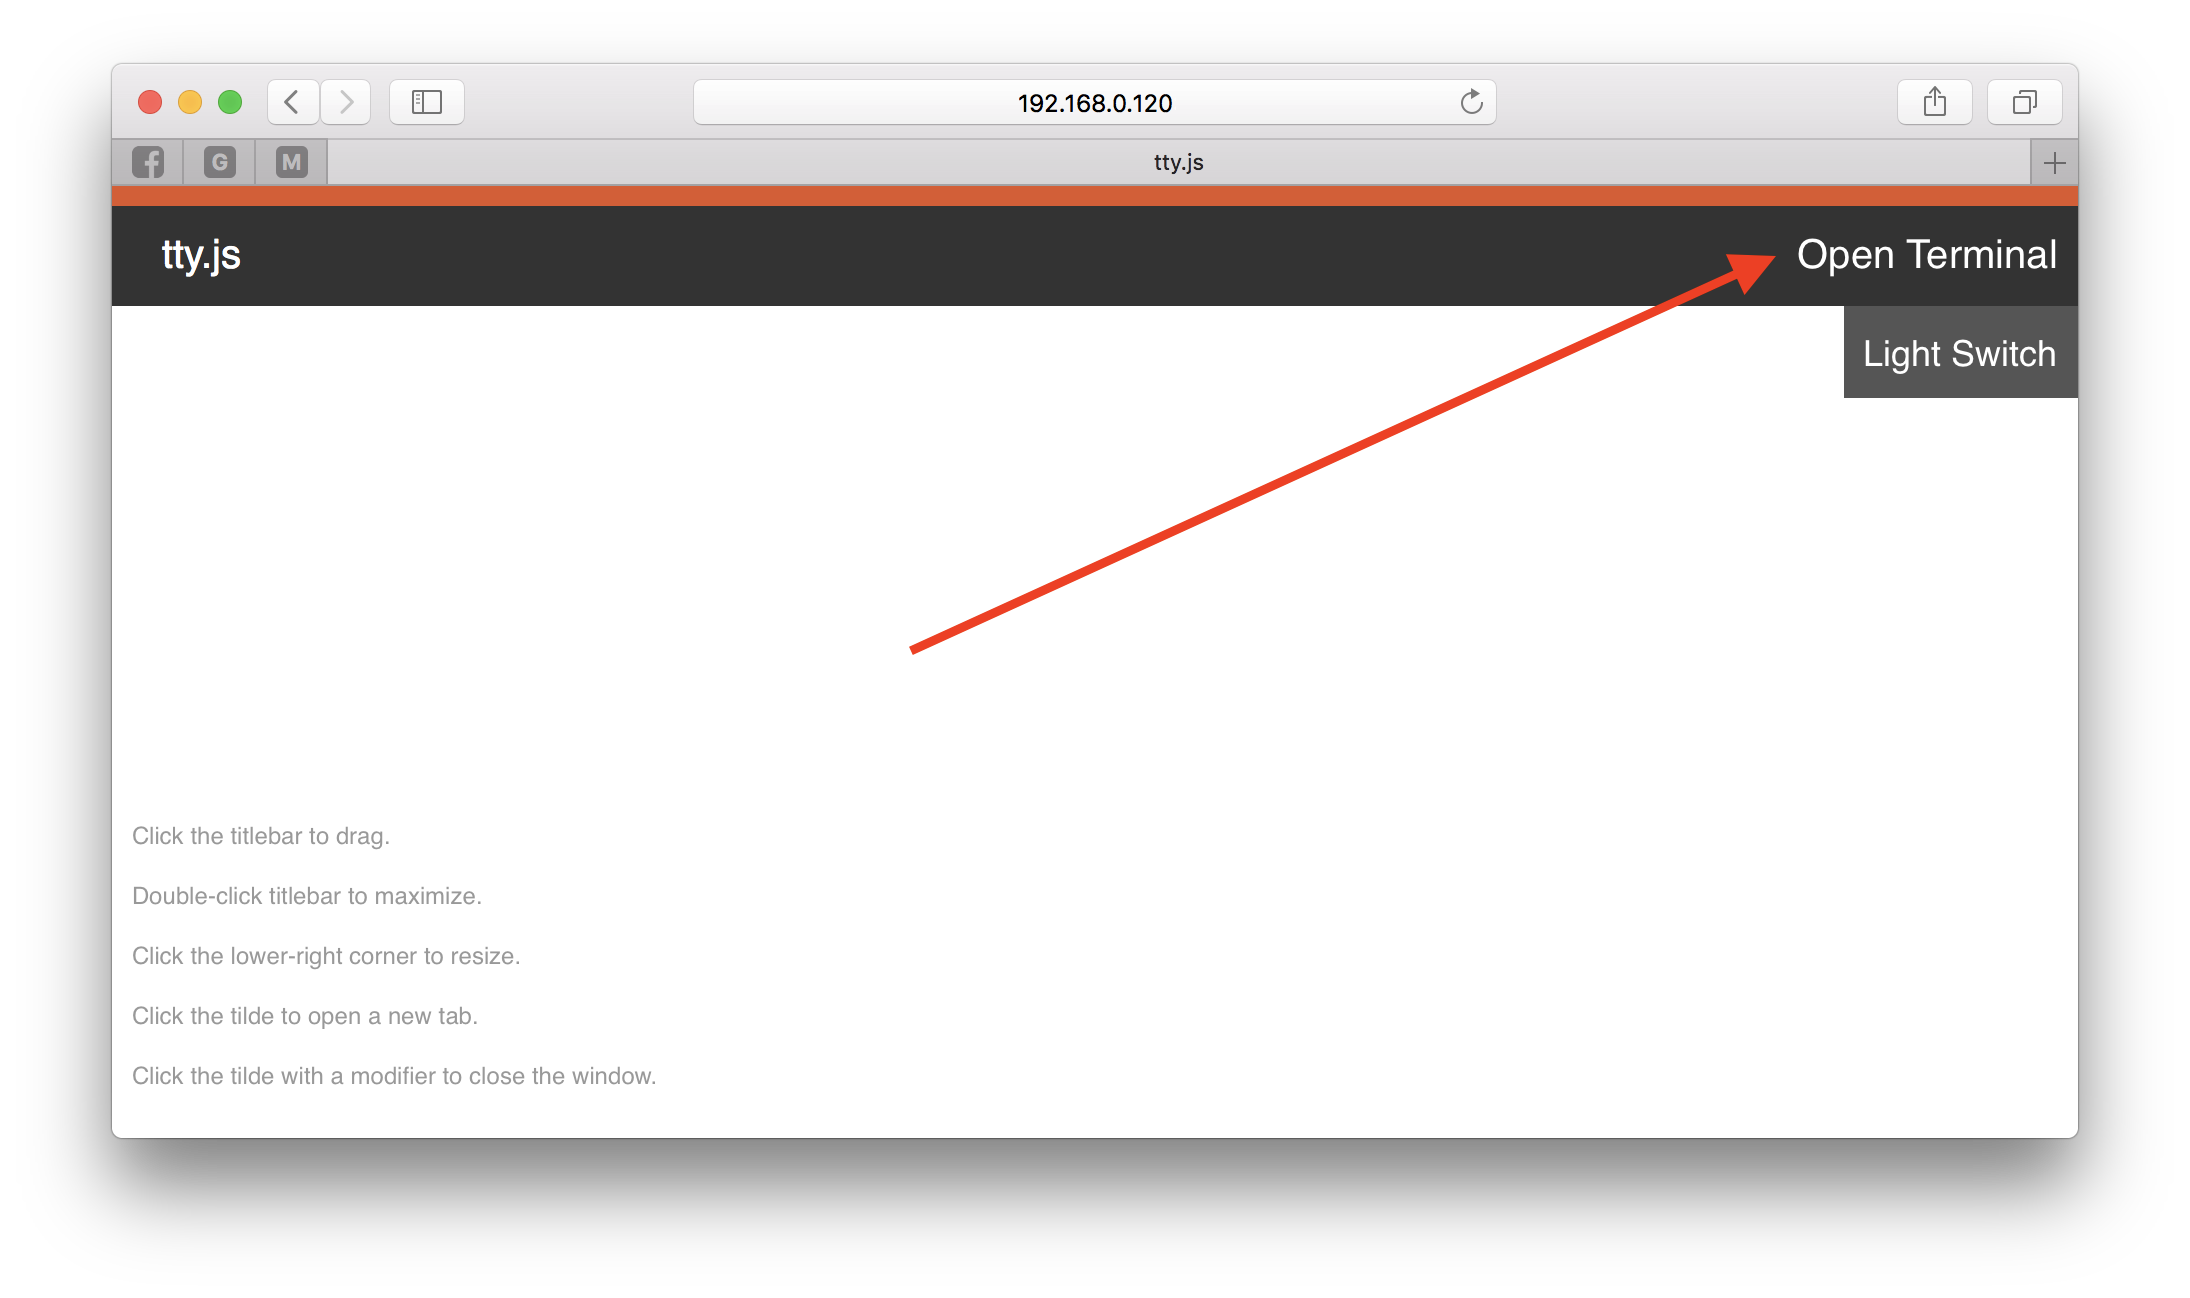 192.168.0.120
G
M
tty.js
tty.js
Open Terminal
Light Switch
Click the titlebar to drag.
Double-click titlebar to maximize.
Click the lower-right corner to resize.
Click the tilde to open a new tab.
Click the tilde with a modifier to close the window.